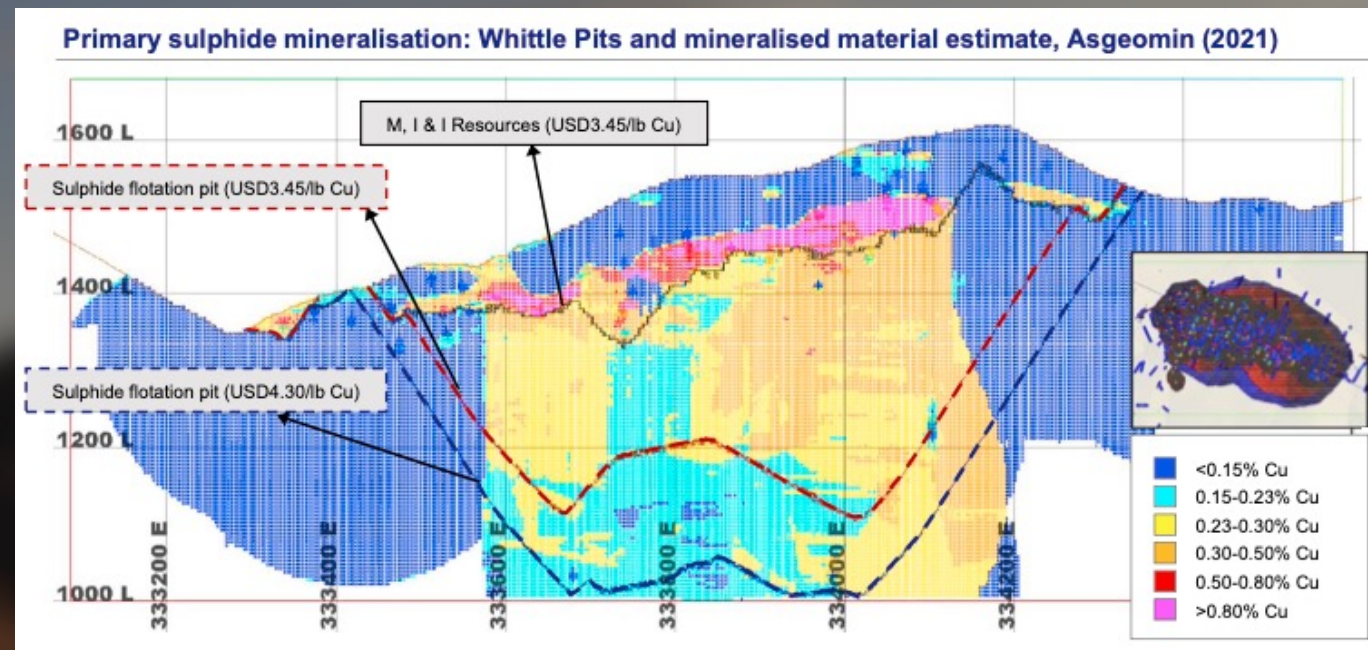 Primary sulphide mineralisation: Whittle Pits and mineralised material estimate, Asgeomin (2021)
M, I & I Resources (USD3.45/lb Cu)
1600 L
Sulphide flotation pit (USD3.45/lb Cu)
1400 L
Sulphide flotation pit (USD4.30/lb Cu)
1200 L
1000 L
333200 E
333400 E
333600 E
333800 E
334000 E
334200 E
<0.15% Cu
0.15-0.23% Cu
0.23-0.30% Cu
0.30-0.50% Cu
0.50-0.80% Cu
>0.80% Cu